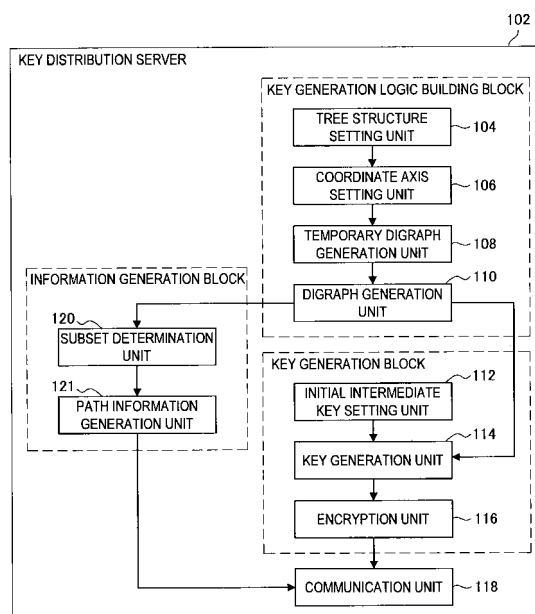 102
KEY DISTRIBUTION SERVER
KEY GENERATION LOGIC BUILDING BLOCK
TREE STRUCTURE
SETTING UNIT
104
COORDINATE AXIS
SETTING UNIT
106
TEMPORARY DIGRAPH
GENERATION UNIT
108
DIGRAPH GENERATION
UNIT
110
INFORMATION GENERATION BLOCK
120
SUBSET DETERMINATION
UNIT
121
PATH INFORMATION
GENERATION UNIT
KEY GENERATION BLOCK
112
INITIAL INTERMEDIATE
KEY SETTING UNIT
114
KEY GENERATION UNIT
ENCRYPTION UNIT
116
COMMUNICATION UNIT
118